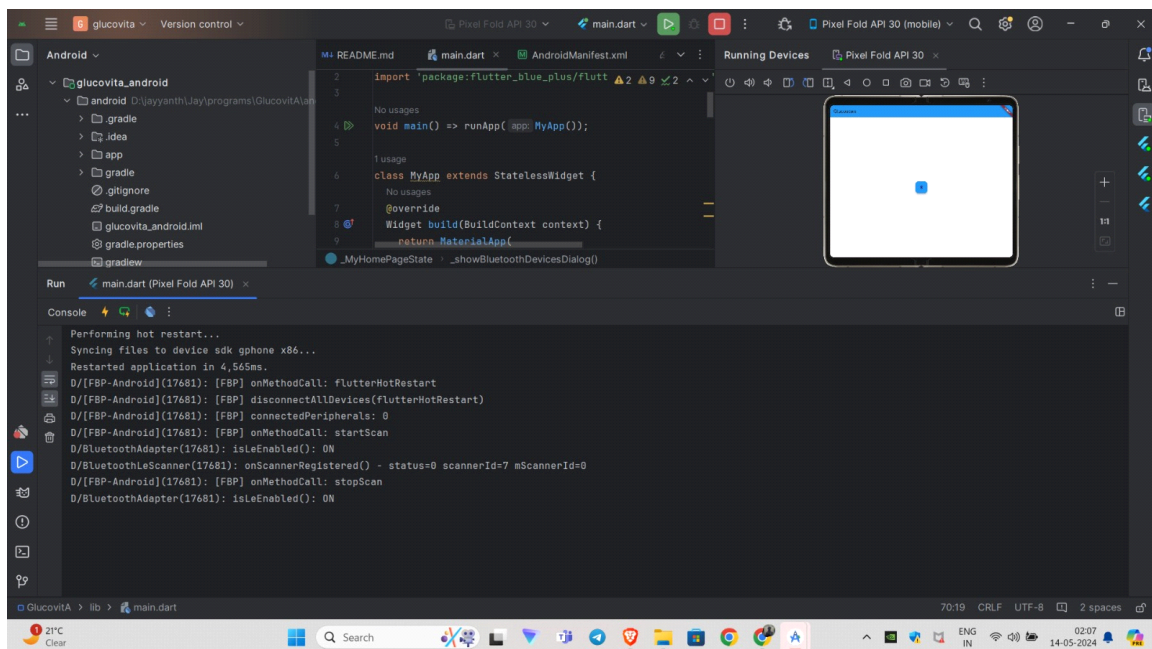 glucovita
Version control
Pixel Fold API 30
main.dart
Pixel Fold API 30 (mobile)
Android
README.md
main.dart
AndroidManifest.xml
Running Devices
Pixel Fold API 30
glucovita_android
android D:\jayyanth\Jay\programs\GlucovitA\an
.gradle
.idea
app
gradle
.gitignore
build.gradle
glucovita_android.iml
gradle.properties
gradlew
2 import 'package:flutter_blue_plus/flutt
2 9 2
3
No usages
4 void main() => runApp( app: MyApp());
5
1 usage
6 class MyApp extends StatelessWidget {
No usages
7 @override
8 Widget build(BuildContext context) {
9 return MaterialApp(
_MyHomePageState > _showBluetoothDevicesDialog()
1:1
Run
main.dart (Pixel Fold API 30)
Console
Performing hot restart...
Syncing files to device sdk gphone x86...
Restarted application in 4,565ms.
D/[FBP-Android](17681): [FBP] onMethodCall: flutterHotRestart
D/[FBP-Android](17681): [FBP] disconnectAllDevices(flutterHotRestart)
D/[FBP-Android](17681): [FBP] connectedPeripherals: 0
D/[FBP-Android](17681): [FBP] onMethodCall: startScan
D/BluetoothAdapter(17681): isLeEnabled(): ON
D/BluetoothLeScanner(17681): onScannerRegistered() - status=0 scannerId=7 mScannerId=0
D/[FBP-Android](17681): [FBP] onMethodCall: stopScan
D/BluetoothAdapter(17681): isLeEnabled(): ON
GlucovitA > lib > main.dart
70:19 CRLF UTF-8 2 spaces
1
21°C
Clear
Search
ENG
IN
02:07
14-05-2024